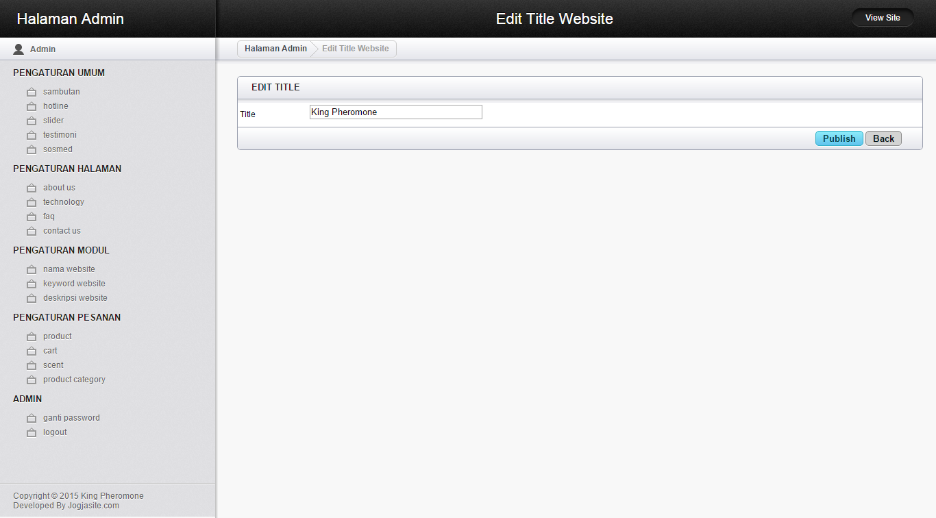 Halaman Admin
Edit Title Website
View Site
Admin
Halaman Admin
Edit Title Website
PENGATURAN UMUM
sambutan
hotline
slider
testimoni
sosmed
PENGATURAN HALAMAN
about us
technology
faq
contact us
PENGATURAN MODUL
nama website
keyword website
deskripsi website
PENGATURAN PESANAN
product
cart
scent
product category
ADMIN
ganti password
logout
Copyright © 2015 King Pheromone
Developed By Jogjasite.com
EDIT TITLE
Title
King Pheromone
Publish
Back